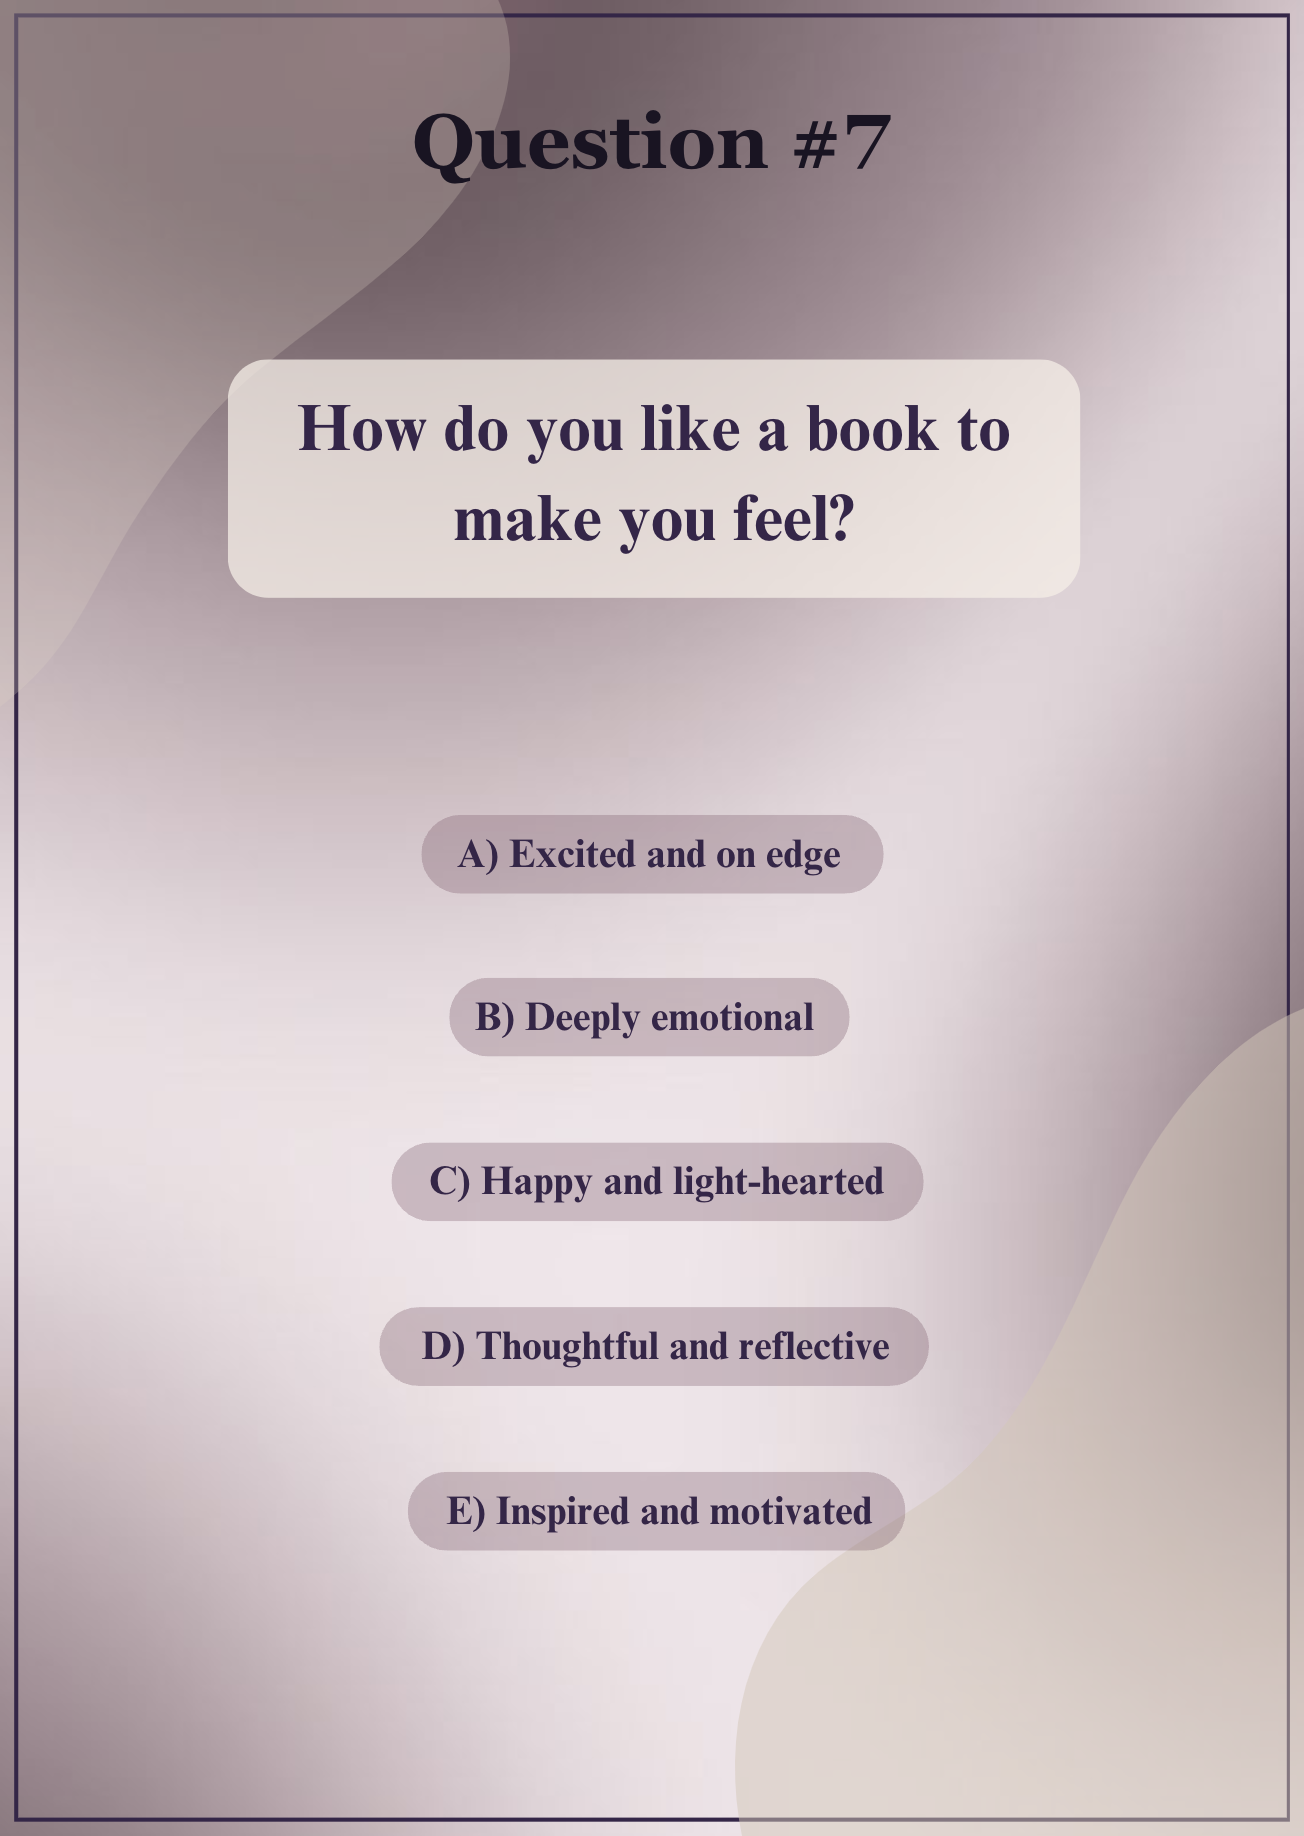 Question #7
How do you like a book to
make you feel?
A) Excited and on edge
B) Deeply emotional
C) Happy and light-hearted
D) Thoughtful and reflective
E) Inspired and motivated